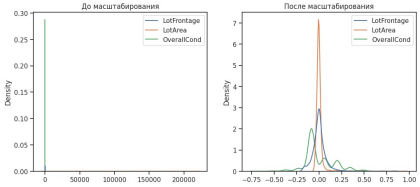 До масштабирования
0.30
0.25
0.20
0.15
0.10
0.05
0.00
Density
0
50000
100000
150000
200000
LotFrontage
LotArea
OverallCond
После масштабирования
7
6
5
4
3
2
1
0
Density
−0.75
−0.50
−0.25
0.00
0.25
0.50
0.75
1.00
LotFrontage
LotArea
OverallCond